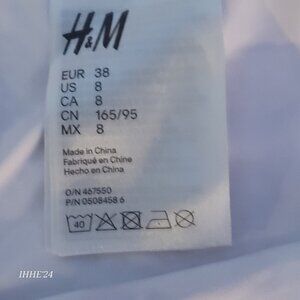 H&M
EUR 38
US 8
CA 8
CN 165/95
MX 8
Made in China
Fabriqué en Chine
Hecho en China
O/N 467550
P/N 0508458 6
40
IHHE'24